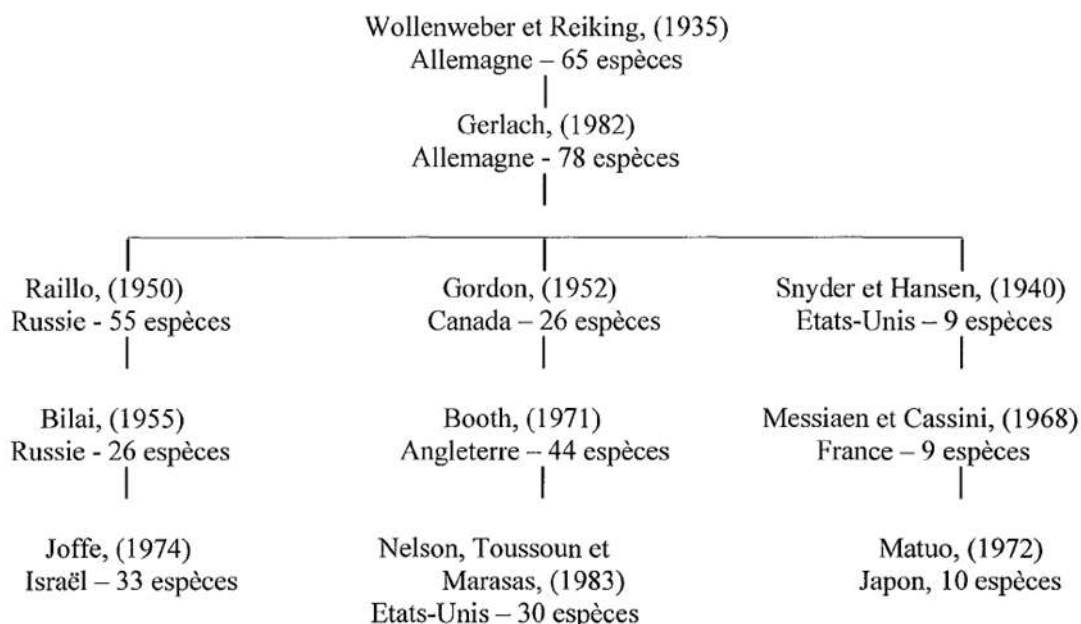 Wollenweber et Reiking, (1935)
Allemagne – 65 espèces
Gerlach, (1982)
Allemagne - 78 espèces
Raillo, (1950)
Russie - 55 espèces
Gordon, (1952)
Canada – 26 espèces
Snyder et Hansen, (1940)
Etats-Unis – 9 espèces
Bilai, (1955)
Russie - 26 espèces
Booth, (1971)
Angleterre – 44 espèces
Messiaen et Cassini, (1968)
France – 9 espèces
Joffe, (1974)
Israël – 33 espèces
Nelson, Toussoun et
Marasas, (1983)
Etats-Unis – 30 espèces
Matuo, (1972)
Japon, 10 espèces